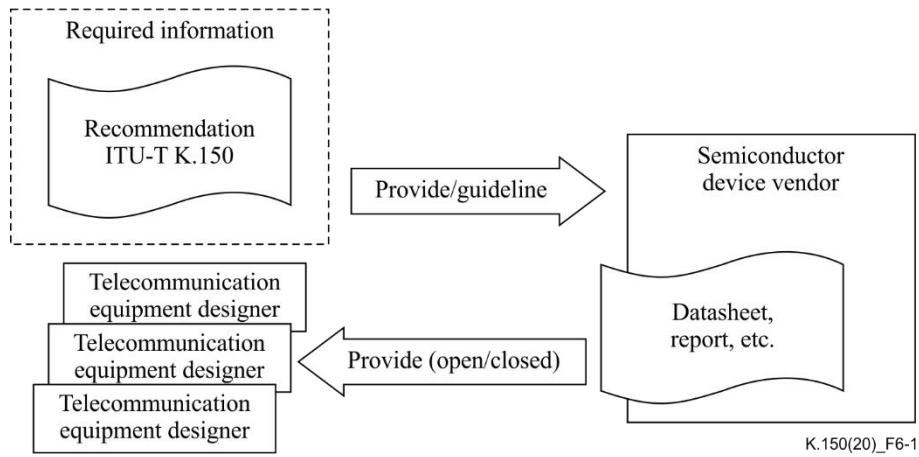 Required information
Recommendation
ITU-T K.150
Provide/guideline
Semiconductor
device vendor
Datasheet,
report, etc.
Provide (open/closed)
Telecommunication
equipment designer
Telecommunication
equipment designer
Telecommunication
equipment designer
K.150(20)_F6-1